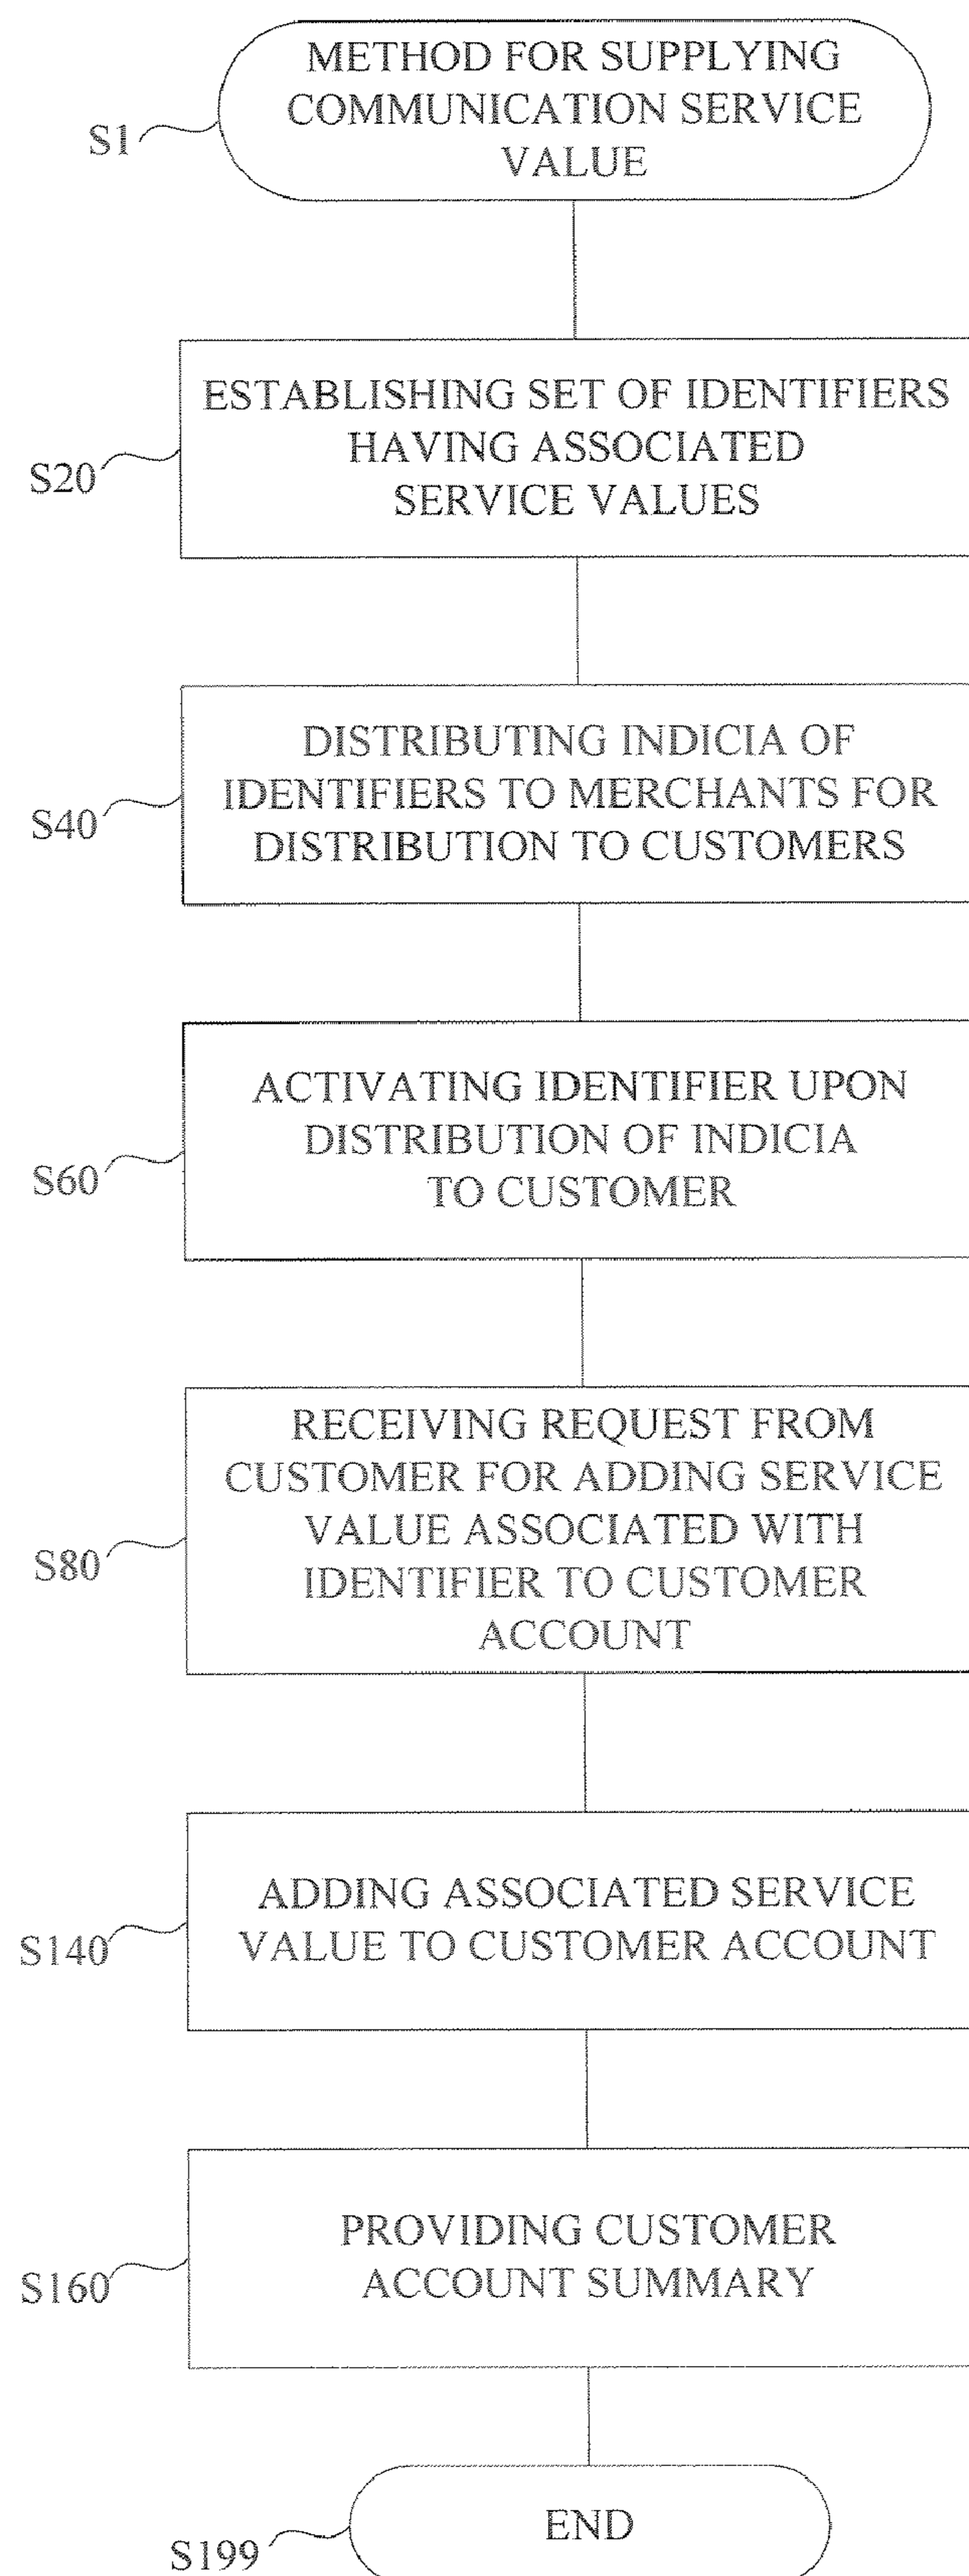 METHOD FOR SUPPLYING
COMMUNICATION SERVICE
VALUE
S1
ESTABLISHING SET OF IDENTIFIERS
HAVING ASSOCIATED
SERVICE VALUES
S20
DISTRIBUTING INDICIA OF
IDENTIFIERS TO MERCHANTS FOR
DISTRIBUTION TO CUSTOMERS
S40
ACTIVATING IDENTIFIER UPON
DISTRIBUTION OF INDICIA
TO CUSTOMER
S60
RECEIVING REQUEST FROM
CUSTOMER FOR ADDING SERVICE
VALUE ASSOCIATED WITH
IDENTIFIER TO CUSTOMER
ACCOUNT
S80
ADDING ASSOCIATED SERVICE
VALUE TO CUSTOMER ACCOUNT
S140
PROVIDING CUSTOMER
ACCOUNT SUMMARY
S160
END
S199